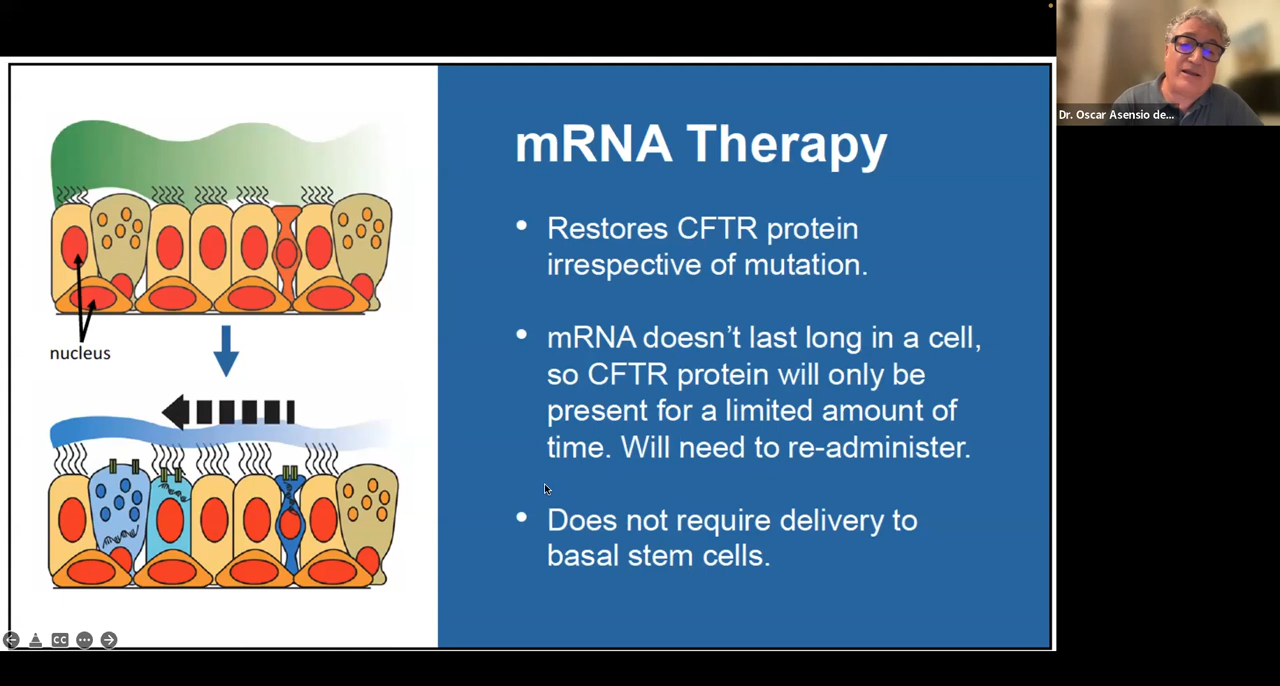 mRNA Therapy
• Restores CFTR protein
irrespective of mutation.
• mRNA doesn’t last long in a cell,
so CFTR protein will only be
present for a limited amount of
time. Will need to re-administer.
• Does not require delivery to
basal stem cells.
nucleus
Dr. Oscar Asensio de...
CC